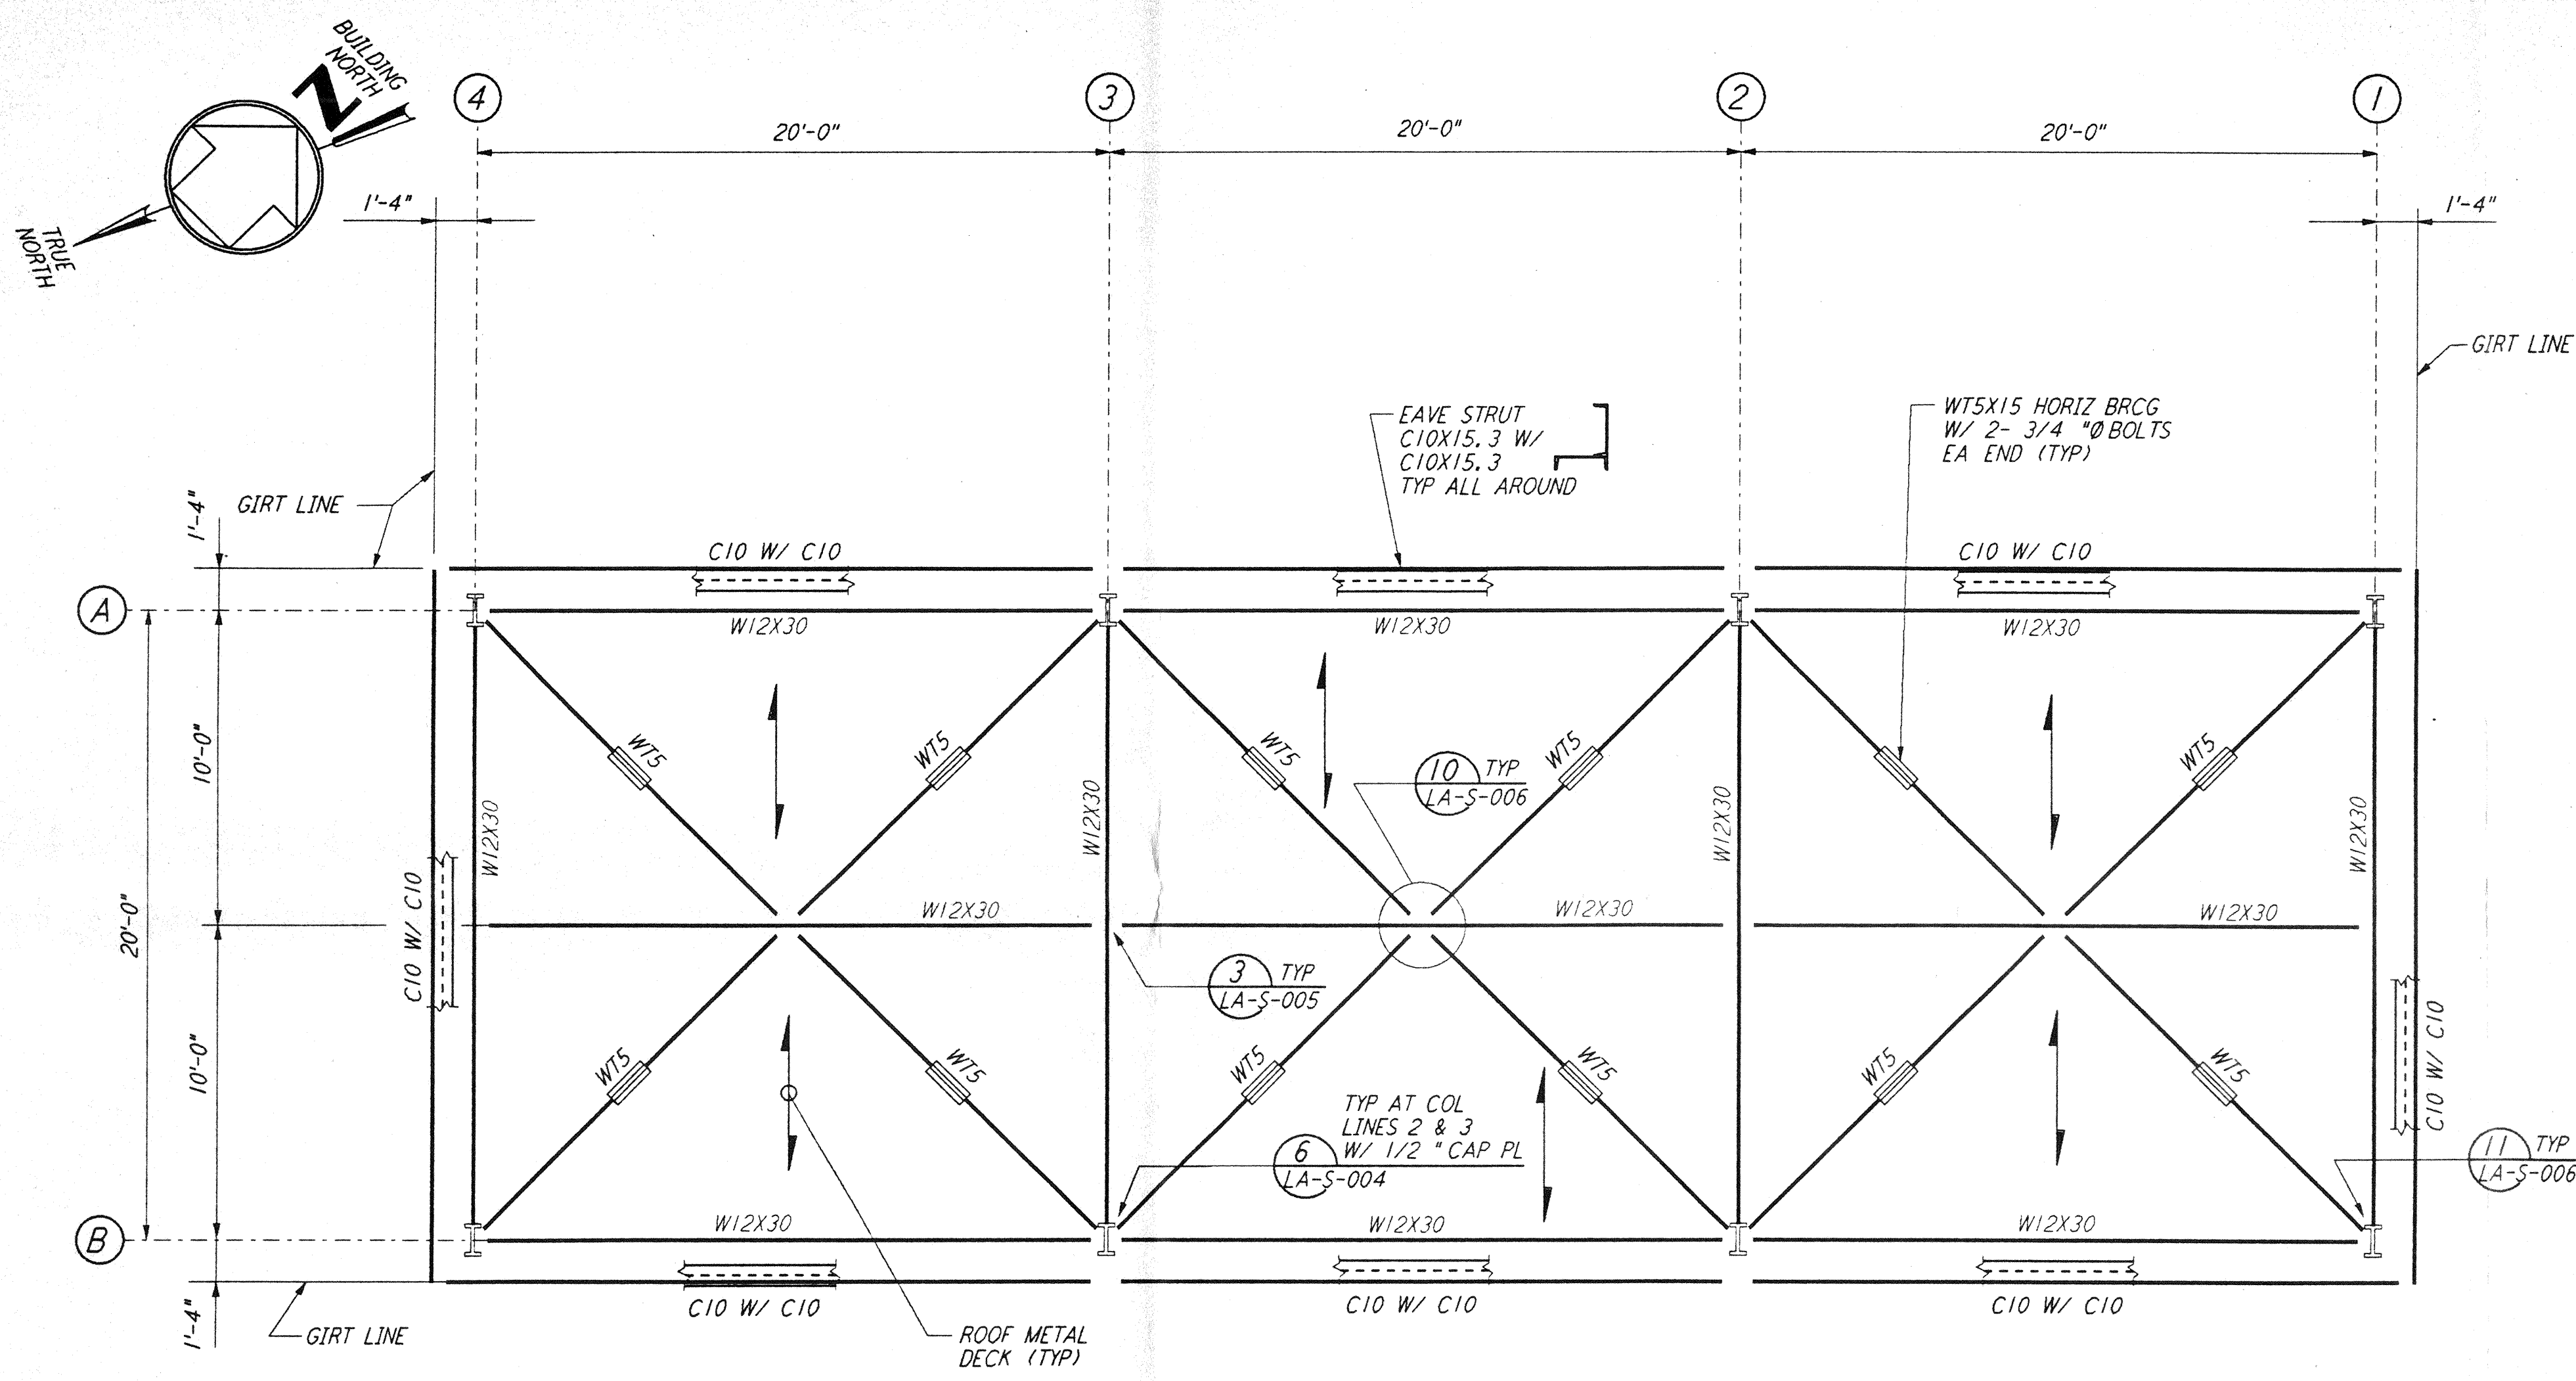 BUILDING
NORTH
N
TRUE
NORTH
4
3
2
1
20'-0"
20'-0"
20'-0"
1'-4"
1'-4"
GIRT LINE
EAVE STRUT
C10X15.3 W/
C10X15.3
TYP ALL AROUND
WT5X15 HORIZ BRCG
W/ 2- 3/4 "Ø BOLTS
EA END (TYP)
GIRT LINE
1'-4"
C10 W/ C10
C10 W/ C10
A
W12X30
W12X30
W12X30
10'-0"
WT5
WT5
WT5
WT5
WT5
10 TYP
LA-S-006
W12X30
W12X30
W12X30
W12X30
C10 W/ C10
20'-0"
W12X30
W12X30
W12X30
3 TYP
LA-S-005
10'-0"
C10 W/ C10
WT5
WT5
WT5
WT5
WT5
WT5
TYP AT COL
LINES 2 & 3
W/ 1/2 " CAP PL
6
LA-S-004
11 TYP
LA-S-006
B
W12X30
W12X30
W12X30
1'-4"
C10 W/ C10
C10 W/ C10
C10 W/ C10
GIRT LINE
ROOF METAL
DECK (TYP)